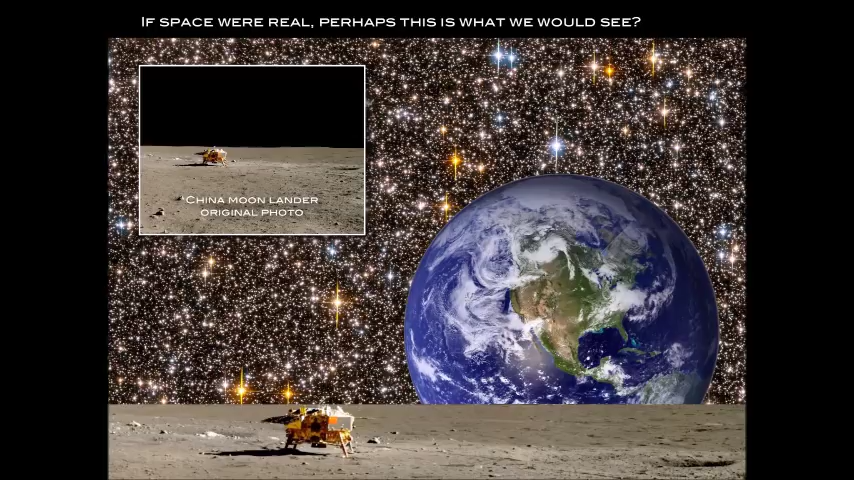 If space were real, perhaps this is what we would see?
*China moon lander
original photo